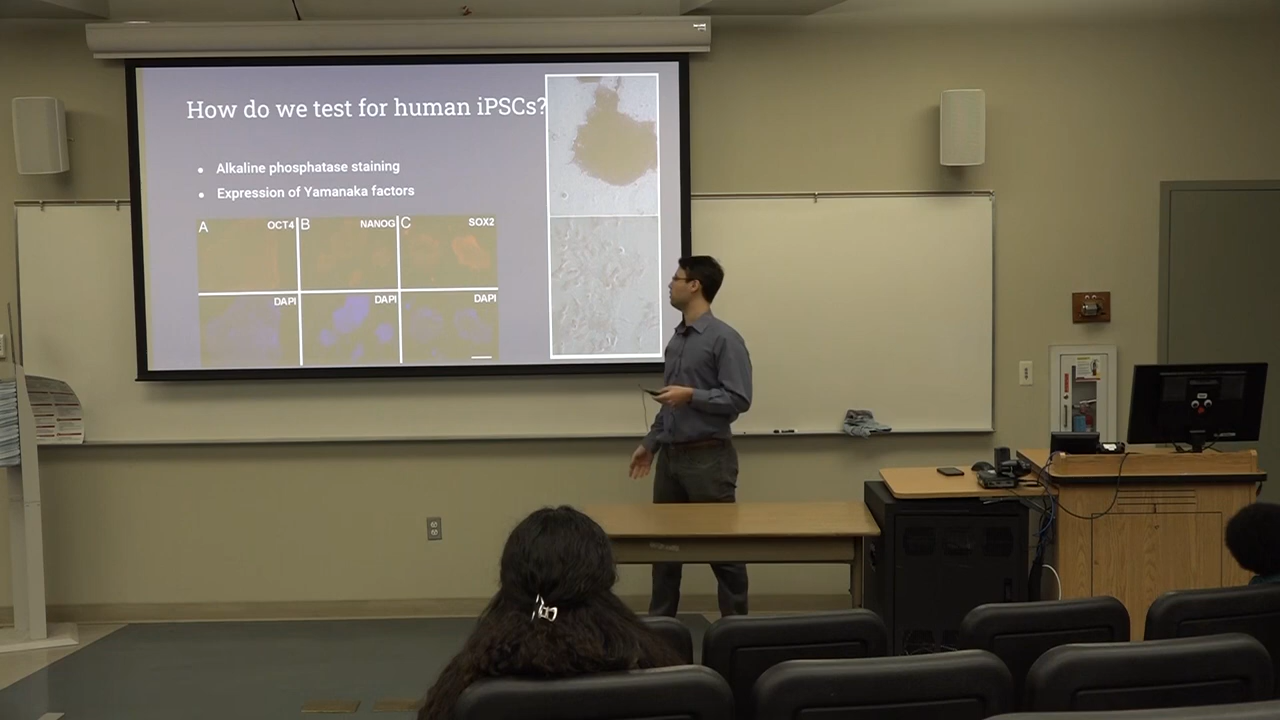 How do we test for human iPSCs?
• Alkaline phosphatase staining
• Expression of Yamanaka factors
A OCT4 B NANOG C SOX2
DAPI DAPI DAPI